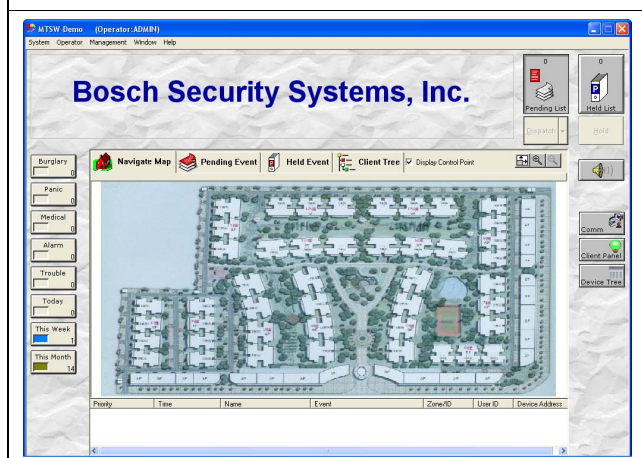 MTSW-Demo (Operator:ADMIN)
System Operator Management Window Help
Bosch Security Systems, Inc.
0
Pending List
0
Held List
Dispatch
Hold
Burglary
0
Panic
0
Medical
0
Alarm
0
Trouble
0
Today
0
This Week
1
This Month
14
Navigate Map Pending Event Held Event Client Tree Display Control Point
Comm
Client Panel
Device Tree
Priority Time Name Event Zone/ID User ID Device Address